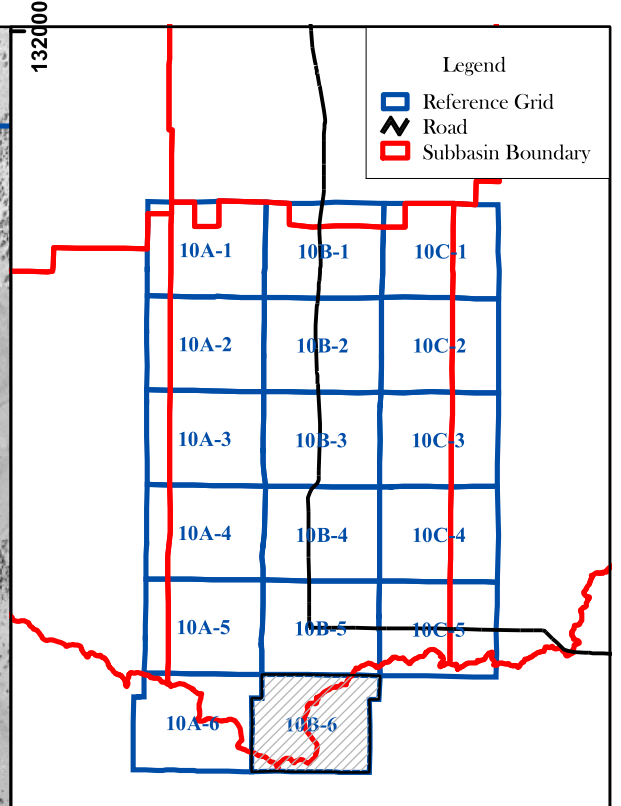 132000
Legend
Reference Grid
Road
Subbasin Boundary
10A-1 10B-1 10C-1
10A-2 10B-2 10C-2
10A-3 10B-3 10C-3
10A-4 10B-4 10C-4
10A-5 10B-5 10C-5
10A-6 10B-6